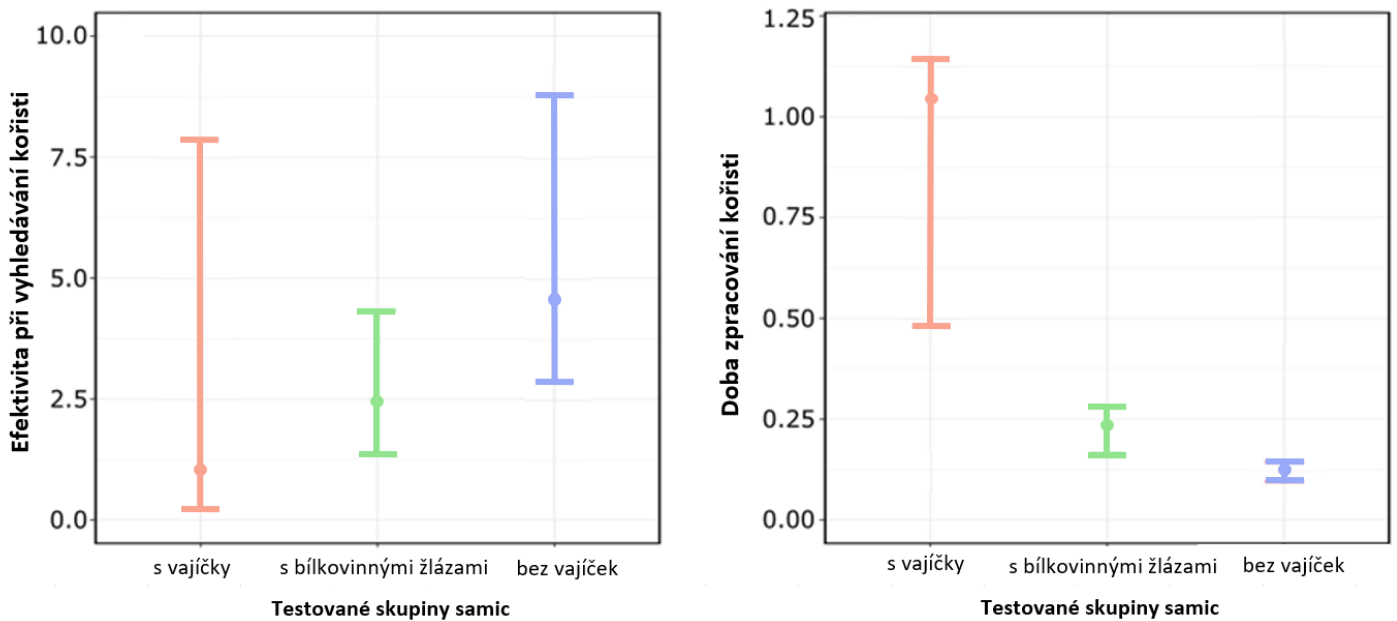 Efektivita při vyhledávání kořisti
10.0
7.5
5.0
2.5
0.0
s vajíčky
s bílkovinnými žlázami
bez vajíček
Testované skupiny samic
Doba zpracování kořisti
1.25
1.00
0.75
0.50
0.25
0.00
s vajíčky
s bílkovinnými žlázami
bez vajíček
Testované skupiny samic